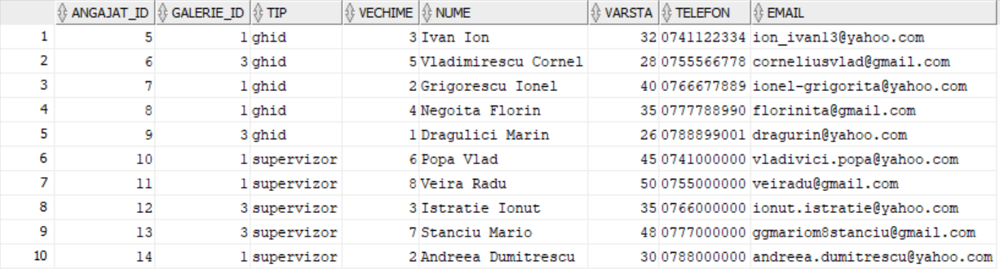 ANGAJAT_ID GALERIE_ID TIP VECHIME NUME VARSTA TELEFON EMAIL
1 5 1 ghid 3 Ivan Ion 32 0741122334 ion_ivan13@yahoo.com
2 6 3 ghid 5 Vladimirescu Cornel 28 0755566778 corneliusvlad@gmail.com
3 7 1 ghid 2 Grigorescu Ionel 40 0766677889 ionel-grigorita@yahoo.com
4 8 1 ghid 4 Negoita Florin 35 0777788990 florinita@gmail.com
5 9 3 ghid 1 Dragulici Marin 26 0788899001 dragurin@yahoo.com
6 10 1 supervizor 6 Popa Vlad 45 0741000000 vladivici.popa@yahoo.com
7 11 1 supervizor 8 Veira Radu 50 0755000000 veiradu@gmail.com
8 12 3 supervizor 3 Istratie Ionut 35 0766000000 ionut.istratie@yahoo.com
9 13 3 supervizor 7 Stanciu Mario 48 0777000000 ggmariom8stanciu@gmail.com
10 14 1 supervizor 2 Andreea Dumitrescu 30 0788000000 andreea.dumitrescu@yahoo.com